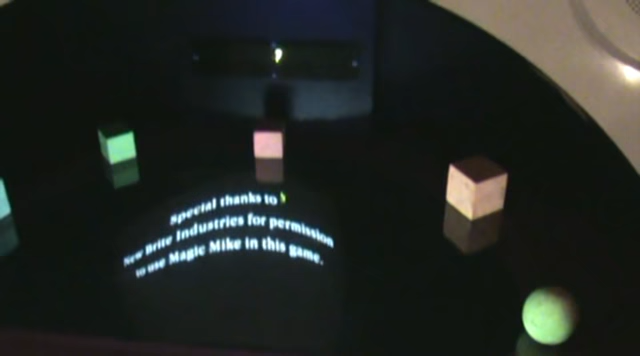 Special thanks to
New Brite Industries for permission
to use Magic Mike in this game.